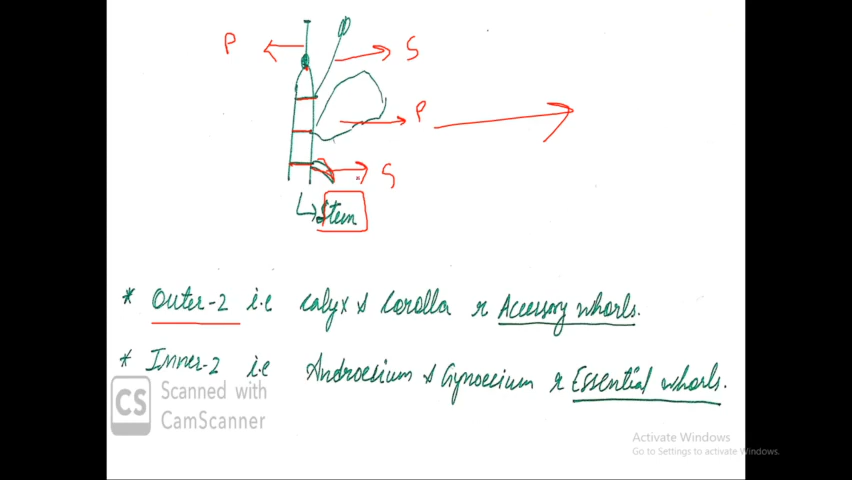 P
S
P
S
Stem
* Outer-2 i.e calyx & Corolla r Accessory whorls.
* Inner-2 i.e Androecium & Gynoecium r Essential whorls.
CS Scanned with
CamScanner
Activate Windows
Go to Settings to activate Windows.